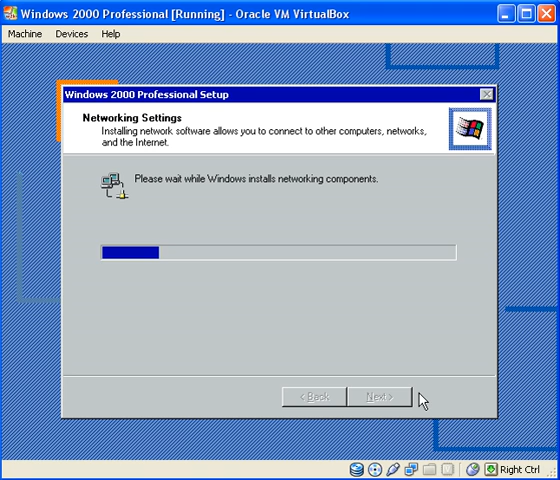 Windows 2000 Professional [Running] - Oracle VM VirtualBox
Machine Devices Help
Windows 2000 Professional Setup
Networking Settings
Installing network software allows you to connect to other computers, networks,
and the Internet.
Please wait while Windows installs networking components.
< Back Next >
Right Ctrl